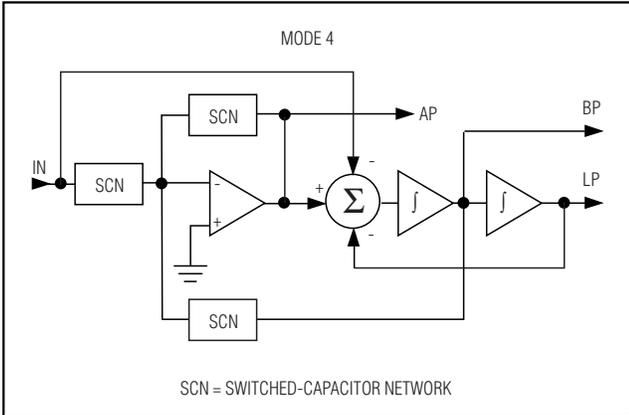 MODE 4
SCN
AP
BP
IN
SCN
-
-
+
Σ
∫
∫
LP
+
-
SCN
SCN = SWITCHED-CAPACITOR NETWORK